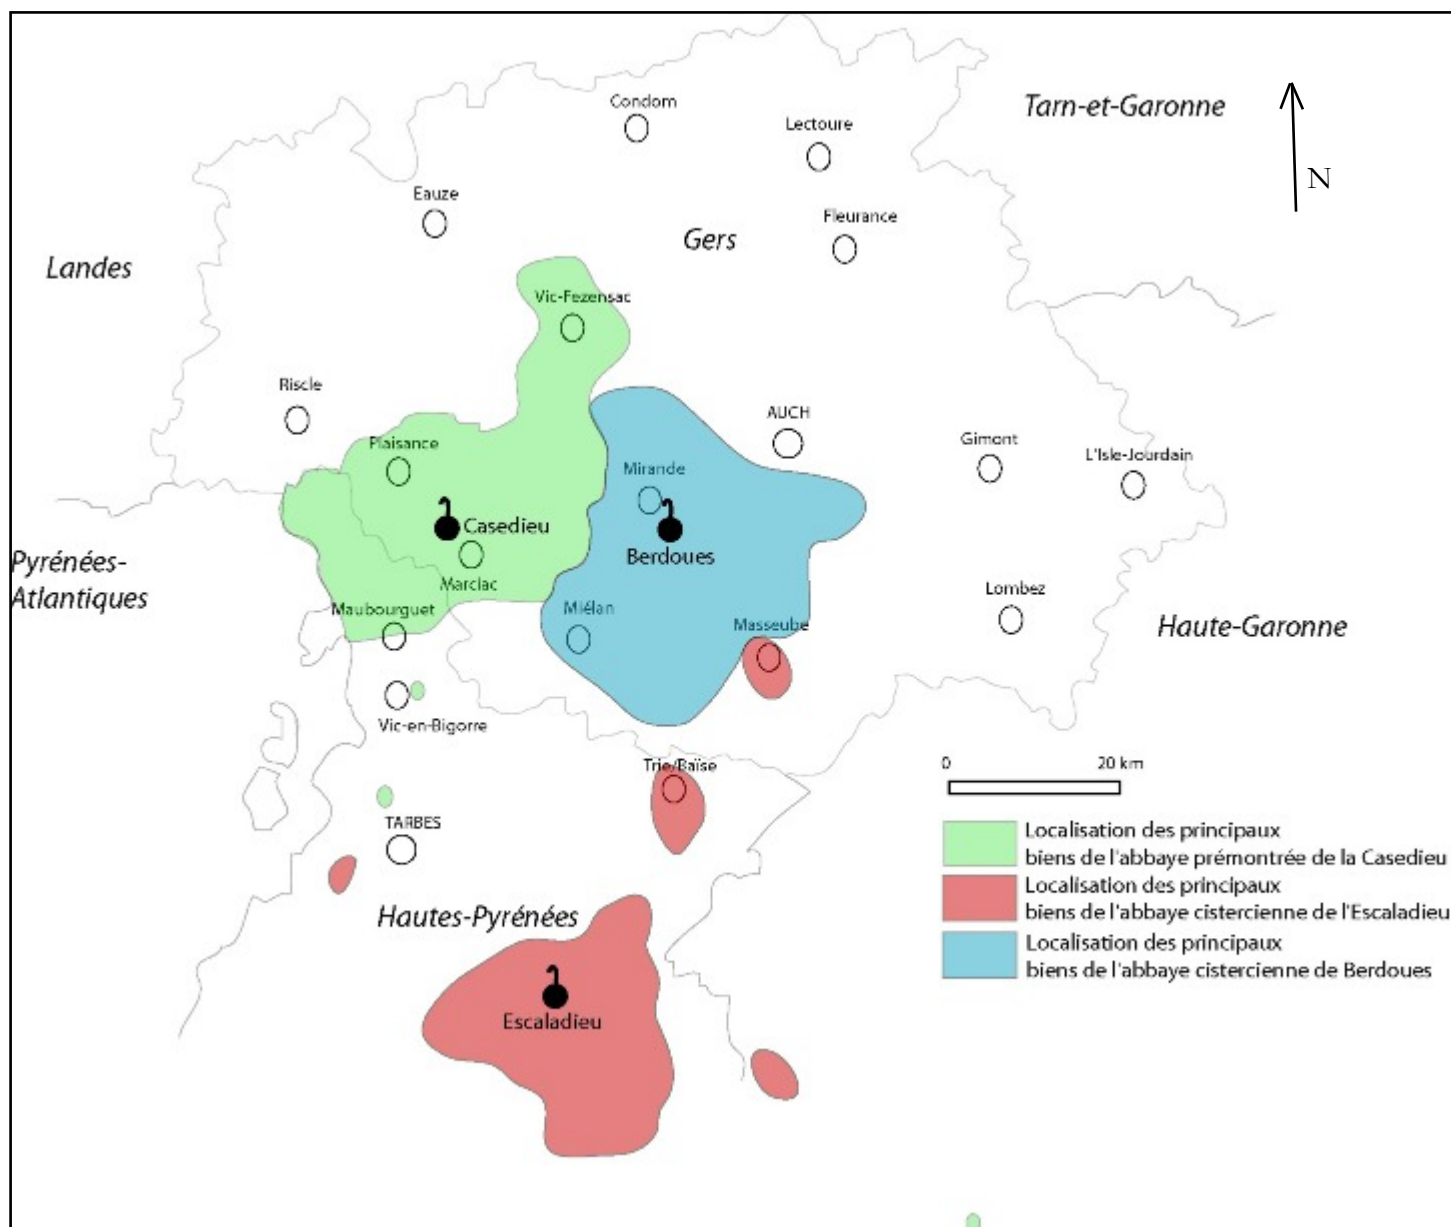 Condom
Tarn-et-Garonne
Lectoure
N
Eauze
Fleurance
Gers
Landes
Vic-Fezensac
Riscle
AUCH
Plaisance
Gimont
L'Isle-Jourdain
Mirande
Casedieu
Berdoues
Pyrénées-
Atlantiques
Marciac
Maubourguet
Miélan
Lombez
Masseube
Haute-Garonne
Vic-en-Bigorre
Trie/Baïse
0 20 km
TARBES
Localisation des principaux
biens de l'abbaye prémontrée de la Casedieu
Localisation des principaux
biens de l'abbaye cistercienne de l'Escaladieu
Localisation des principaux
biens de l'abbaye cistercienne de Berdoues
Hautes-Pyrénées
Escaladieu